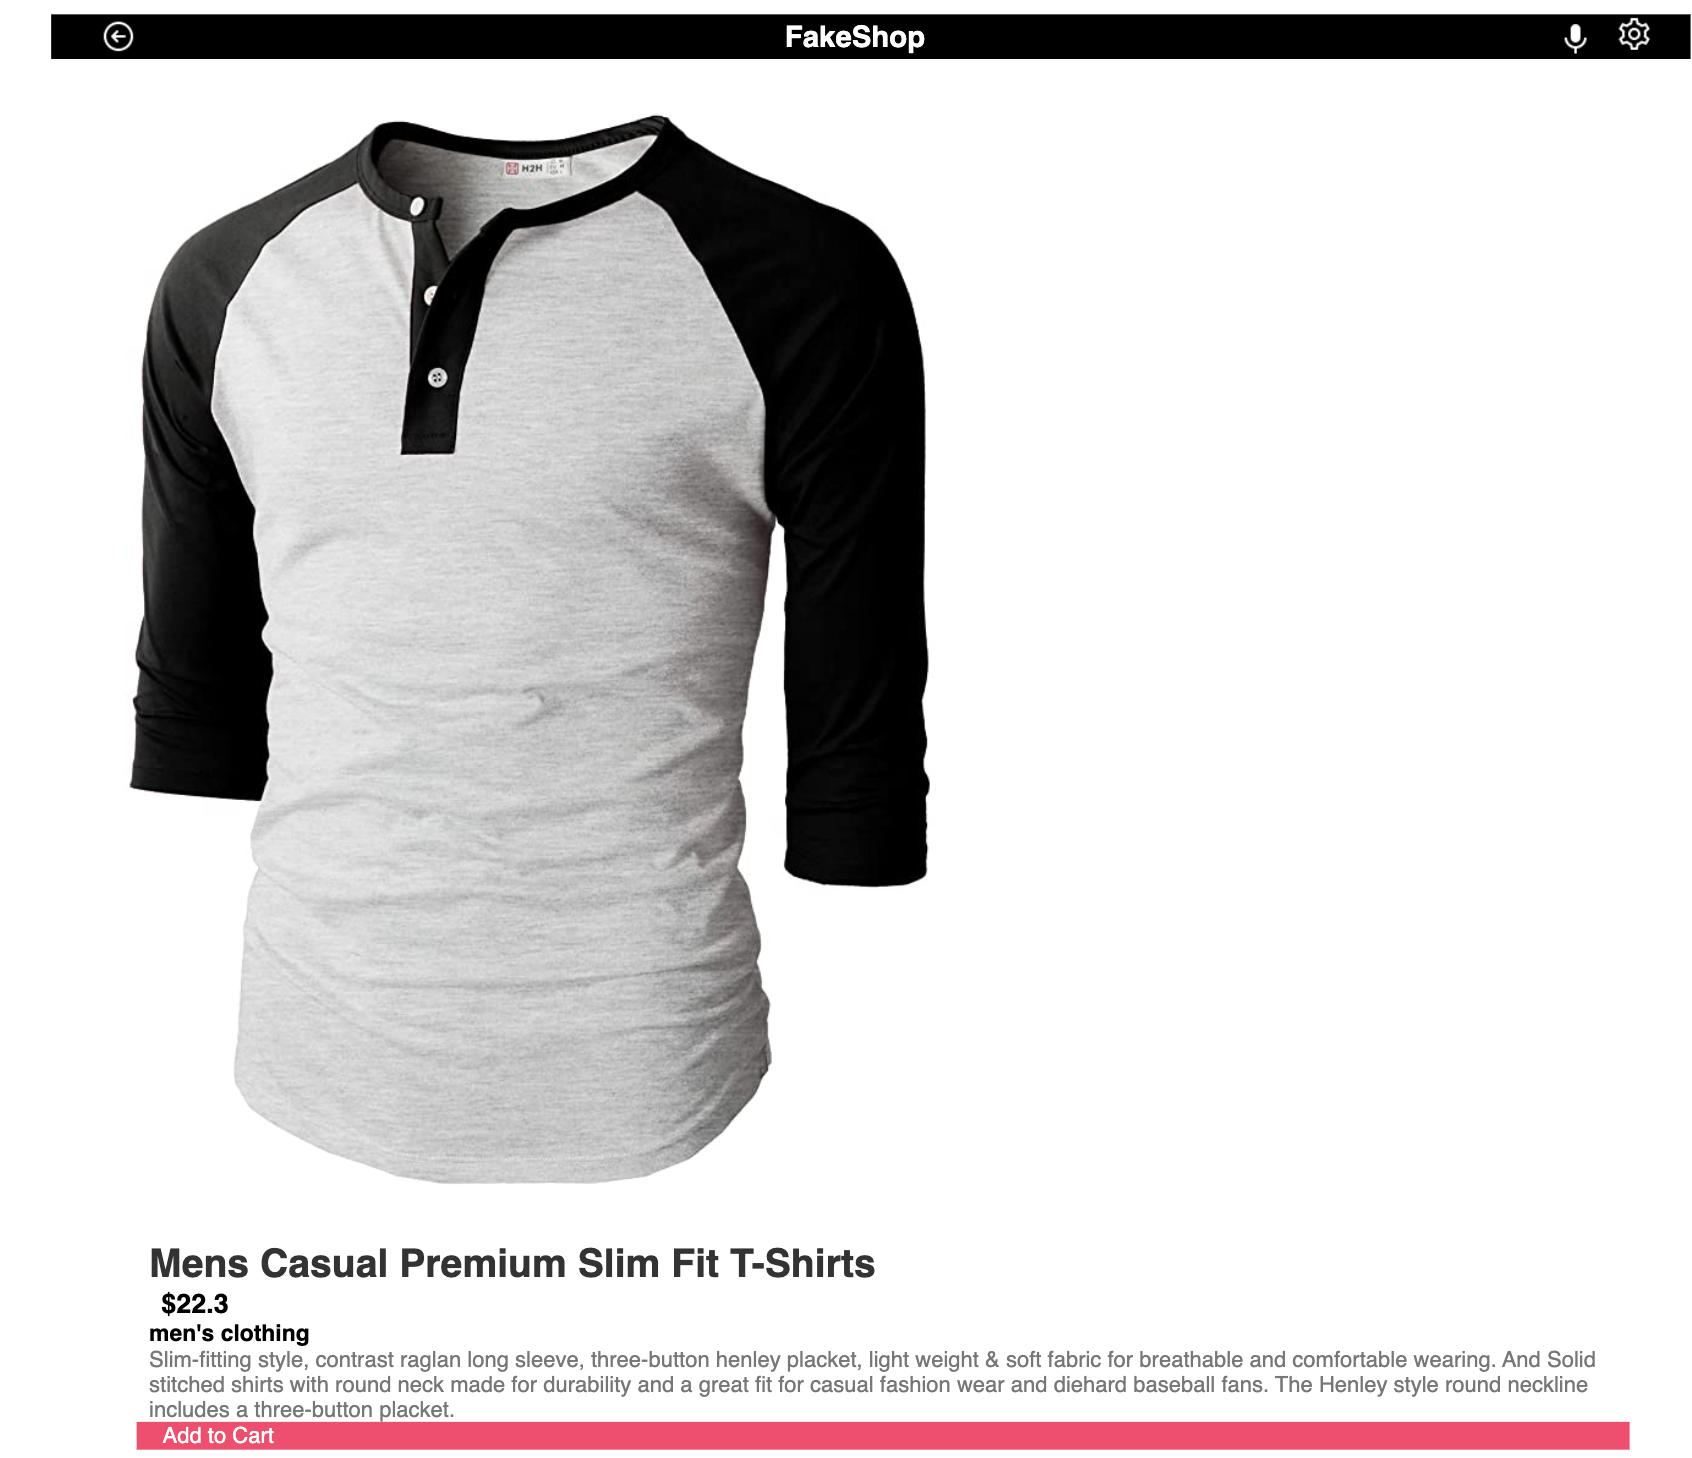 FakeShop
H2H
Mens Casual Premium Slim Fit T-Shirts
$22.3
men's clothing
Slim-fitting style, contrast raglan long sleeve, three-button henley placket, light weight & soft fabric for breathable and comfortable wearing. And Solid
stitched shirts with round neck made for durability and a great fit for casual fashion wear and diehard baseball fans. The Henley style round neckline
includes a three-button placket.
Add to Cart